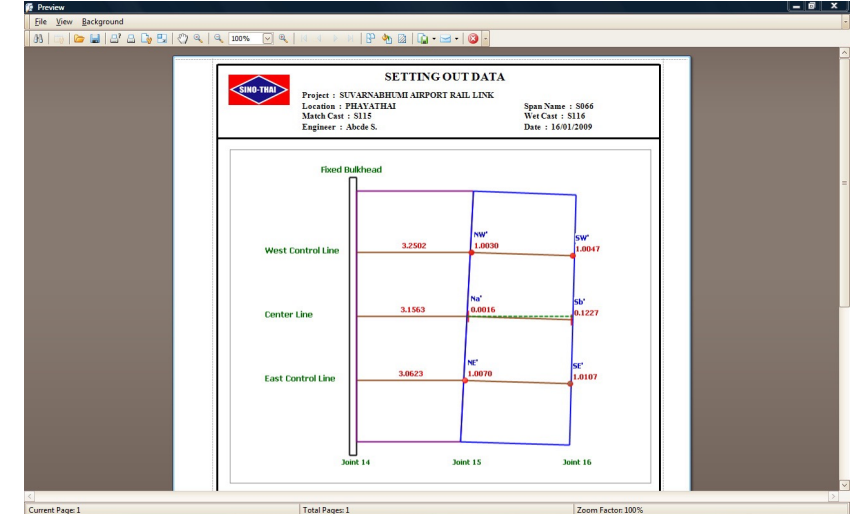 Preview
File View Background
100%
SINO-THAI
SETTING OUT DATA
Project : SUVARNABHUMI AIRPORT RAIL LINK
Location : PHAYATHAI Span Name : S066
Match Cast : S115 Wet Cast : S116
Engineer : Abcde S. Date : 16/01/2009
Fixed Bulkhead
NW' SW'
West Control Line 3.2502 1.0030 1.0047
Na' Sb'
Center Line 3.1563 0.0016 0.1227
NE' SE'
East Control Line 3.0623 1.0070 1.0107
Joint 14 Joint 15 Joint 16
Current Page: 1 Total Pages: 1 Zoom Factor: 100%